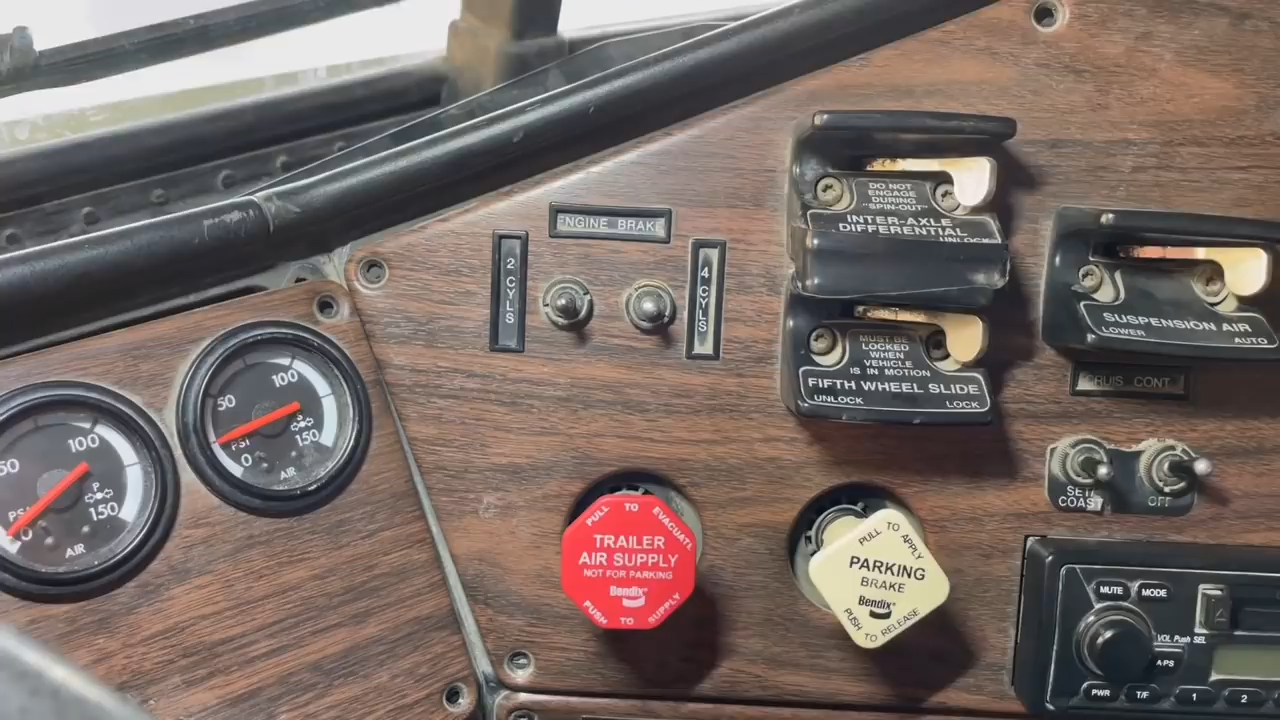 ENGINE BRAKE
2 CYLS
4 CYLS
DO NOT
ENGAGE
DURING
"SPIN-OUT"
INTER-AXLE
DIFFERENTIAL
UNLOCK
MUST BE
LOCKED
WHEN
VEHICLE
IS IN MOTION
FIFTH WHEEL SLIDE
UNLOCK LOCK
SUSPENSION AIR
LOWER AUTO
CRUIS CONT
SET/
COAST
OFF
50
100
PSI
S
0
150
AIR
50
100
P
PSI
0
150
AIR
PULL TO EVACUATE
TRAILER
AIR SUPPLY
NOT FOR PARKING
Bendix
PUSH TO SUPPLY
PULL TO APPLY
PARKING
BRAKE
Bendix
PUSH TO RELEASE
MUTE MODE
VOL Push SEL
A·PS
PWR T/F 1 2